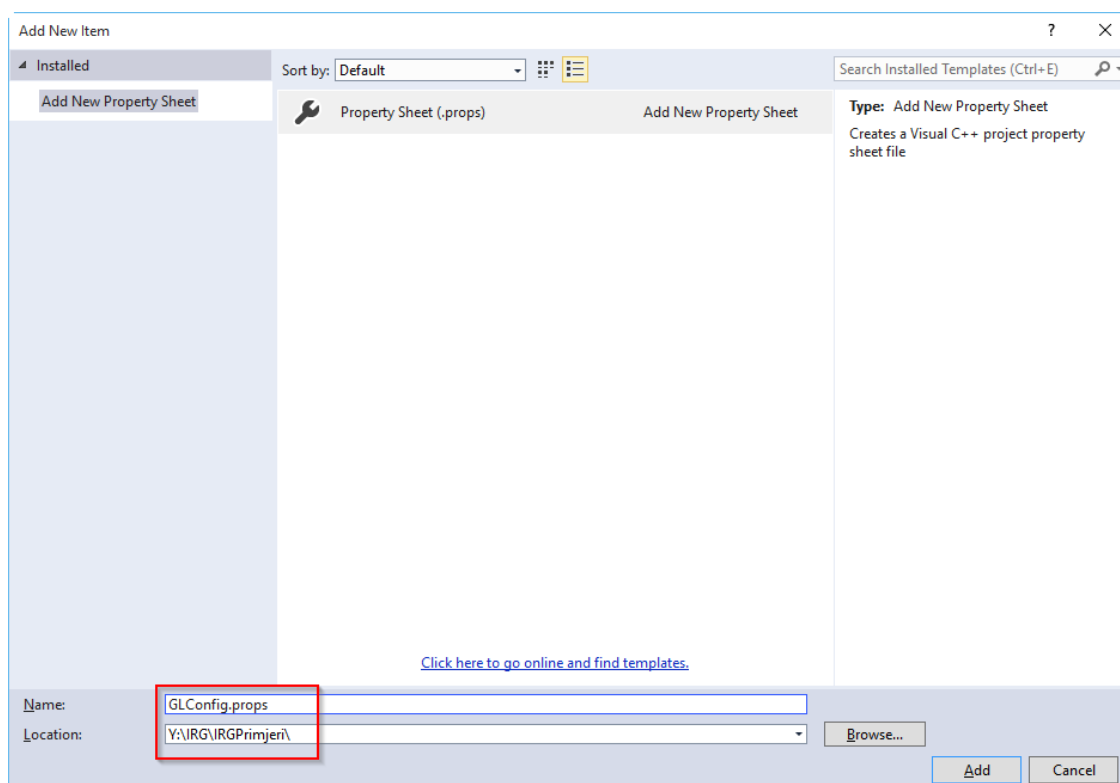 Add New Item
?
Installed
Add New Property Sheet
Sort by: Default
Search Installed Templates (Ctrl+E)
Property Sheet (.props)
Add New Property Sheet
Type: Add New Property Sheet
Creates a Visual C++ project property
sheet file
Click here to go online and find templates.
Name: GLConfig.props
Location: Y:\IRG\IRGPrimjeri\
Browse...
Add
Cancel